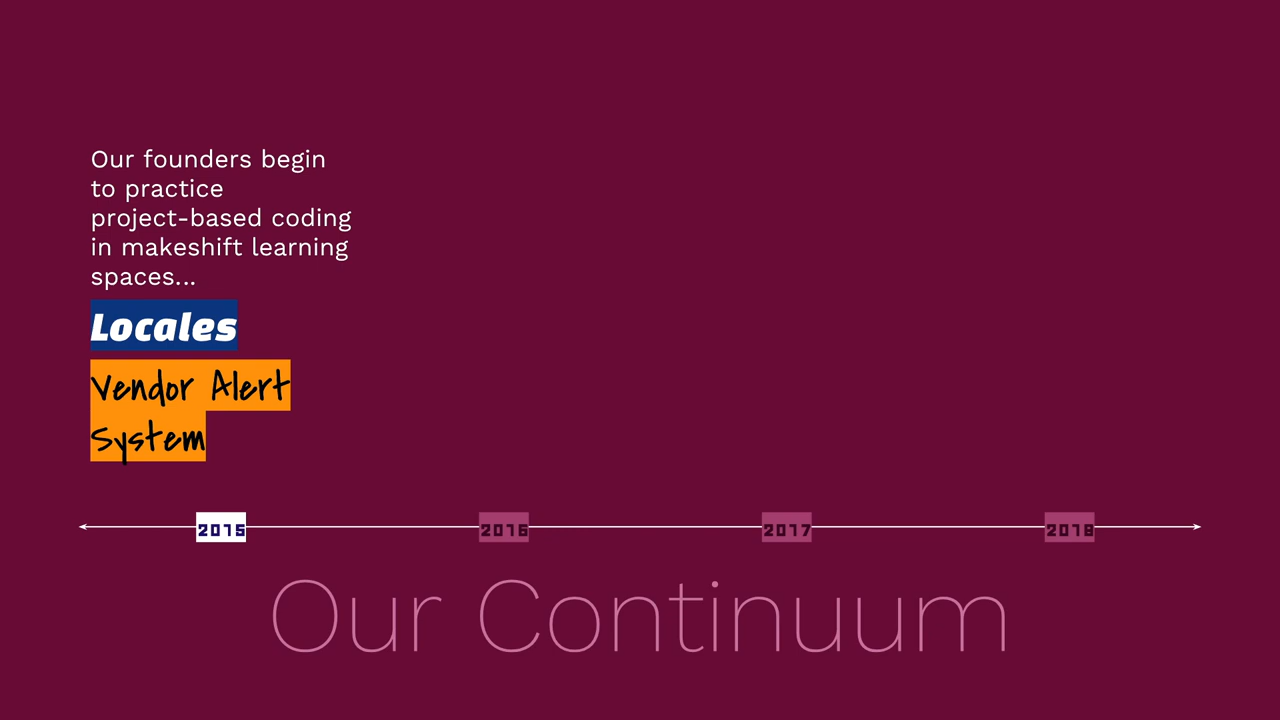 Our founders begin
to practice
project-based coding
in makeshift learning
spaces...
Locales
Vendor Alert
System
2015 2016 2017 2018
Our Continuum